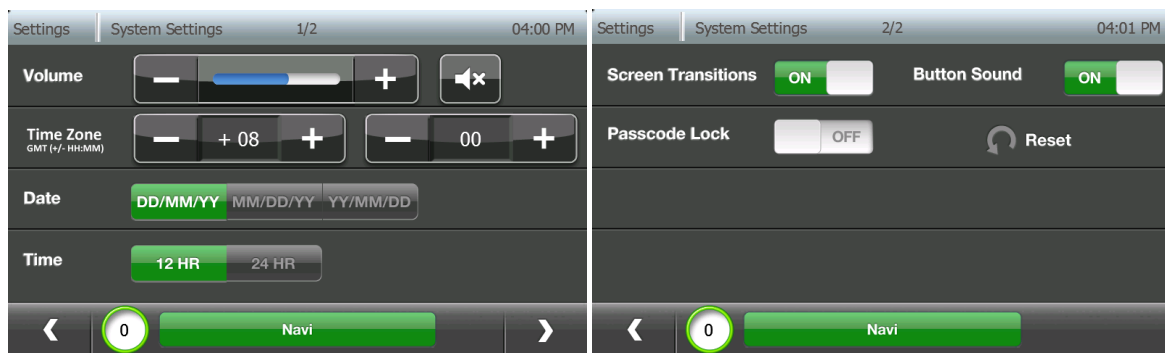 Settings System Settings 1/2 04:00 PM
Volume
Time Zone
GMT (+/- HH:MM)
+ 08 00
Date DD/MM/YY MM/DD/YY YY/MM/DD
Time 12 HR 24 HR
0 Navi
Settings System Settings 2/2 04:01 PM
Screen Transitions ON Button Sound ON
Passcode Lock OFF Reset
0 Navi